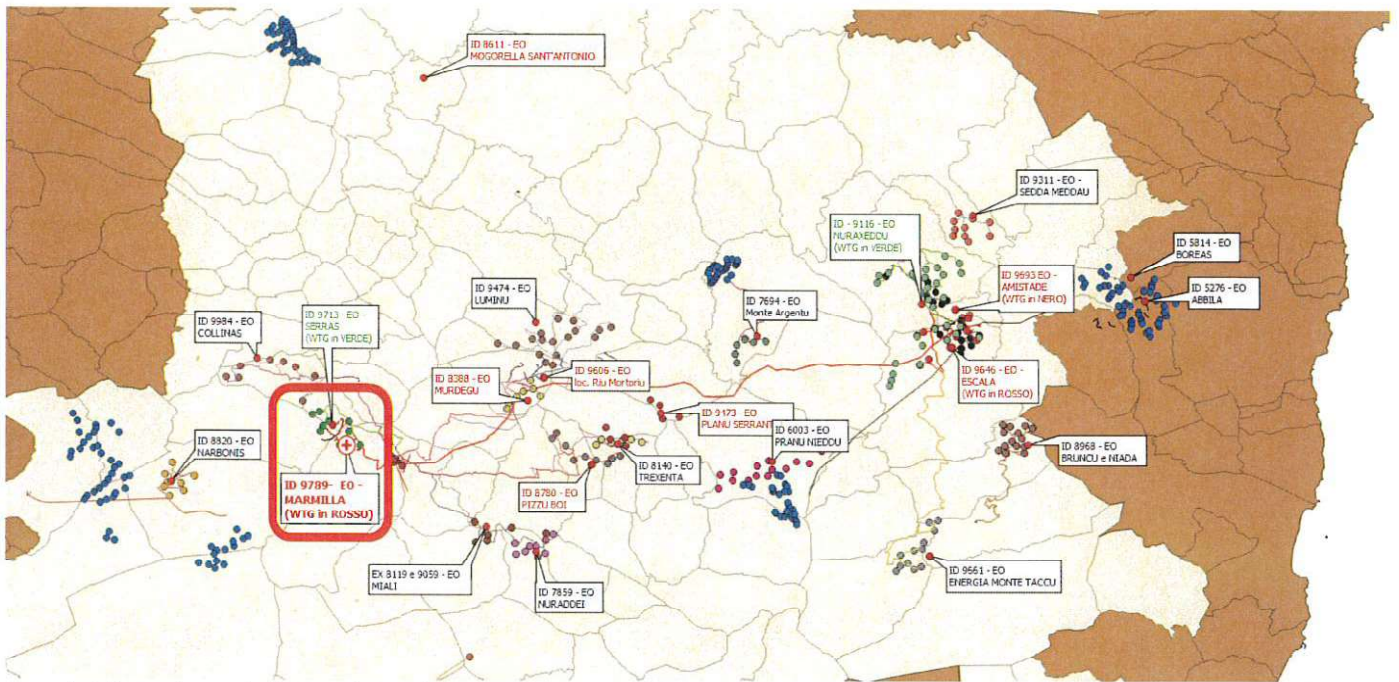 ID 8611 - EO
MOGORELLA SANT'ANTONIO
ID 9311 - EO -
SEDDA MEDDAU
ID - 9116 - EO -
NURAXEDDU
(WTG in VERDE)
ID 5814 - EO
BOREAS
ID 9693 EO -
AMISTADE
(WTG in NERO)
ID 5276 - EO
ABBILA
ID 9474 - EO
LUMINU
ID 7694 - EO
Monte Argentu
ID 9713 - EO -
SERRAS
(WTG in VERDE)
ID 9984 - EO
COLLINAS
ID 8388 - EO
MURDEGU
ID 9606 - EO
loc. Riu Mortoriu
ID 9646 - EO -
ESCALA
(WTG in ROSSO)
ID 9473 - EO
PLANU SERRANT
ID 6003 - EO
PRANU NIEDDU
ID 8820 - EO
NARBONIS
ID 8140 - EO
TREXENTA
ID 8968 - EO
BRUNCU e NIADA
ID 9789- EO -
MARMILLA
(WTG in ROSSO)
ID 8780 - EO
PIZZU BOI
EX 8119 e 9059 - EO
MIALI
ID 7859 - EO
NURADDEI
ID 9661 - EO
ENERGIA MONTE TACCU